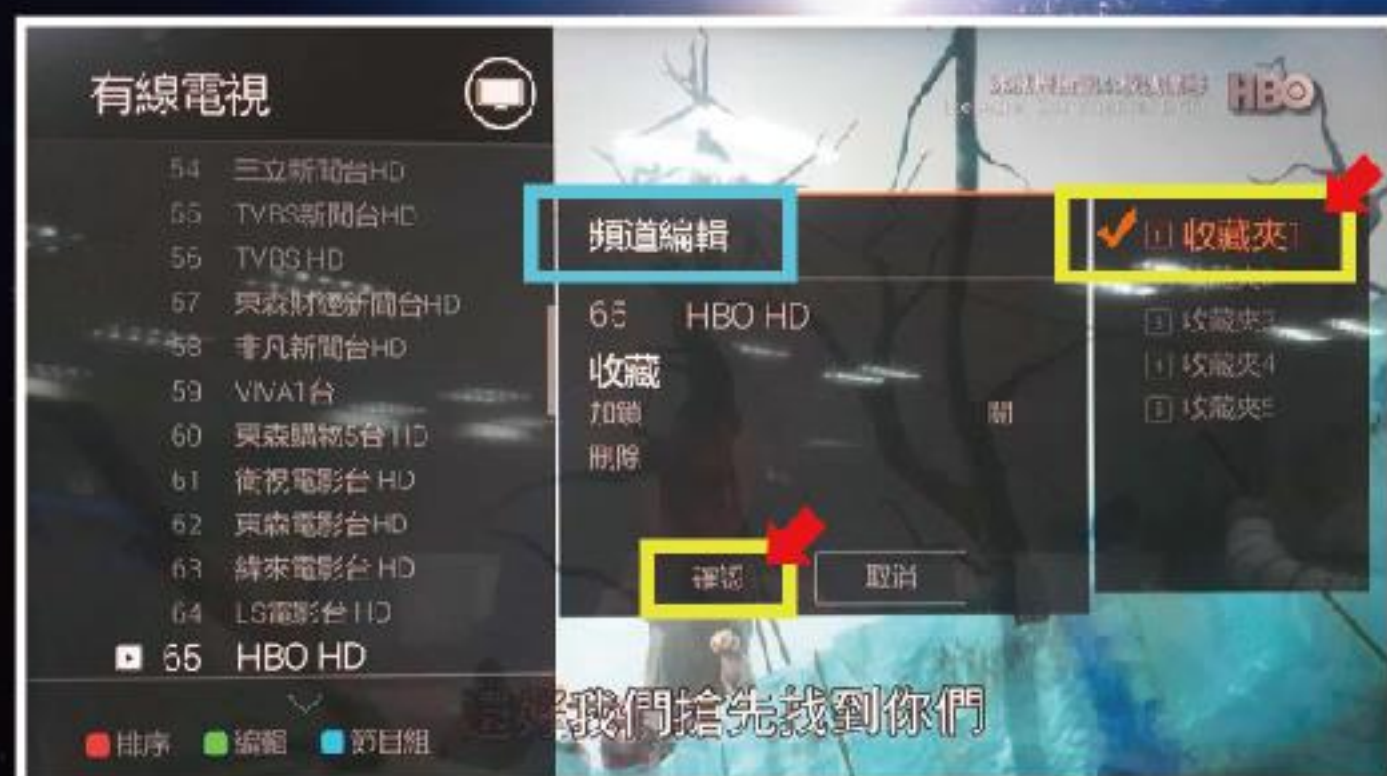 有線電視
HBO
54 三立新聞台HD
55 TVBS新聞台HD
56 TVBS HD
57 東森財經新聞台HD
58 非凡新聞台HD
59 VIVA1台
60 東森購物5台HD
61 衛視電影台 HD
62 東森電影台HD
63 緯來電影台 HD
64 LS電影台HD
65 HBO HD
排序 編輯 節目組
頻道編輯
65 HBO HD
收藏
加鎖 關
刪除
確認 取消
1 收藏夾1
3 收藏夾3
4 收藏夾4
5 收藏夾5
還好我們搶先找到你們